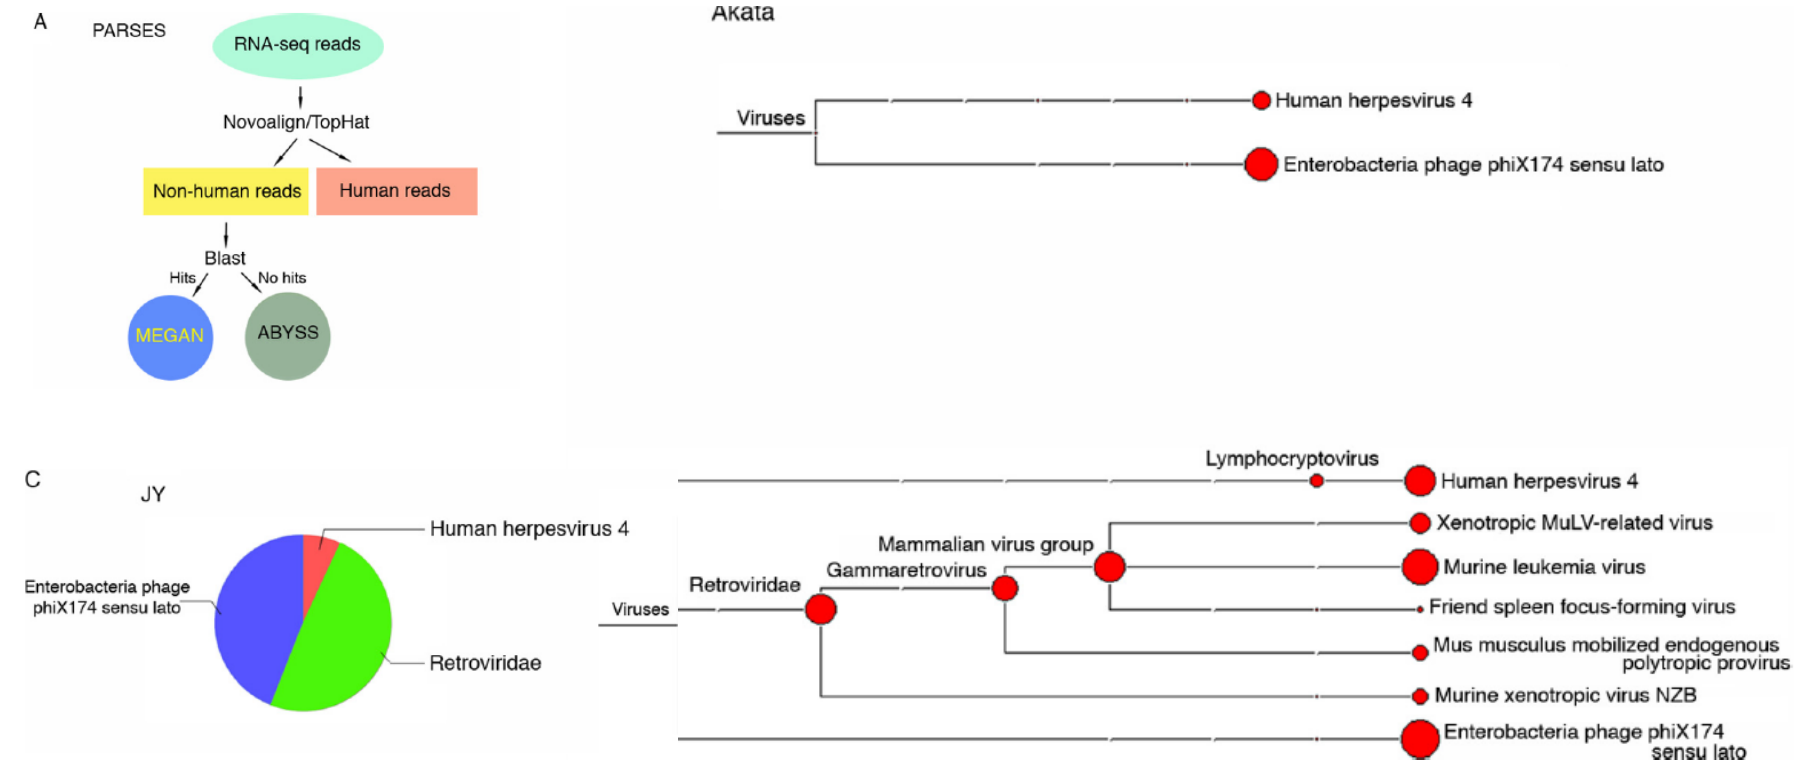 A
PARSES
RNA-seq reads
Novoalign/TopHat
Non-human reads
Human reads
Blast
Hits
No hits
MEGAN
ABYSS
Akata
Viruses
Human herpesvirus 4
Enterobacteria phage phiX174 sensu lato
C
JY
Human herpesvirus 4
Enterobacteria phage
phiX174 sensu lato
Retroviridae
Viruses
Lymphocryptovirus
Human herpesvirus 4
Xenotropic MuLV-related virus
Mammalian virus group
Gammaretrovirus
Murine leukemia virus
Retroviridae
Friend spleen focus-forming virus
Mus musculus mobilized endogenous
polytropic provirus
Murine xenotropic virus NZB
Enterobacteria phage phiX174
sensu lato